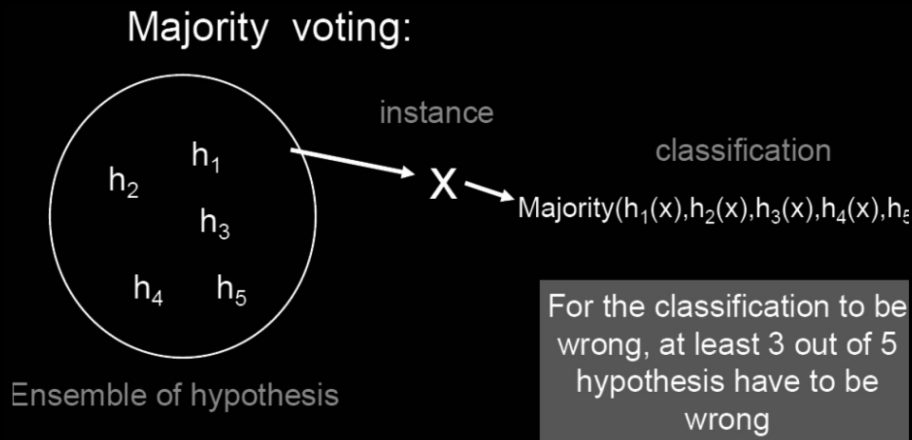 Majority voting:
instance
classification
h₁
h₂
x
Majority(h₁(x),h₂(x),h₃(x),h₄(x),h₅
h₃
h₄ h₅
For the classification to be
wrong, at least 3 out of 5
hypothesis have to be
wrong
Ensemble of hypothesis